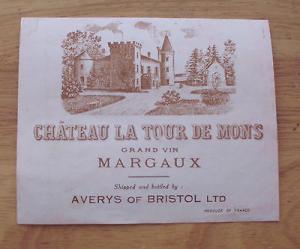 CHÂTEAU LA TOUR DE MONS
GRAND VIN
MARGAUX
Shipped and bottled by :
AVERYS OF BRISTOL LTD
PRODUCE OF FRANCE